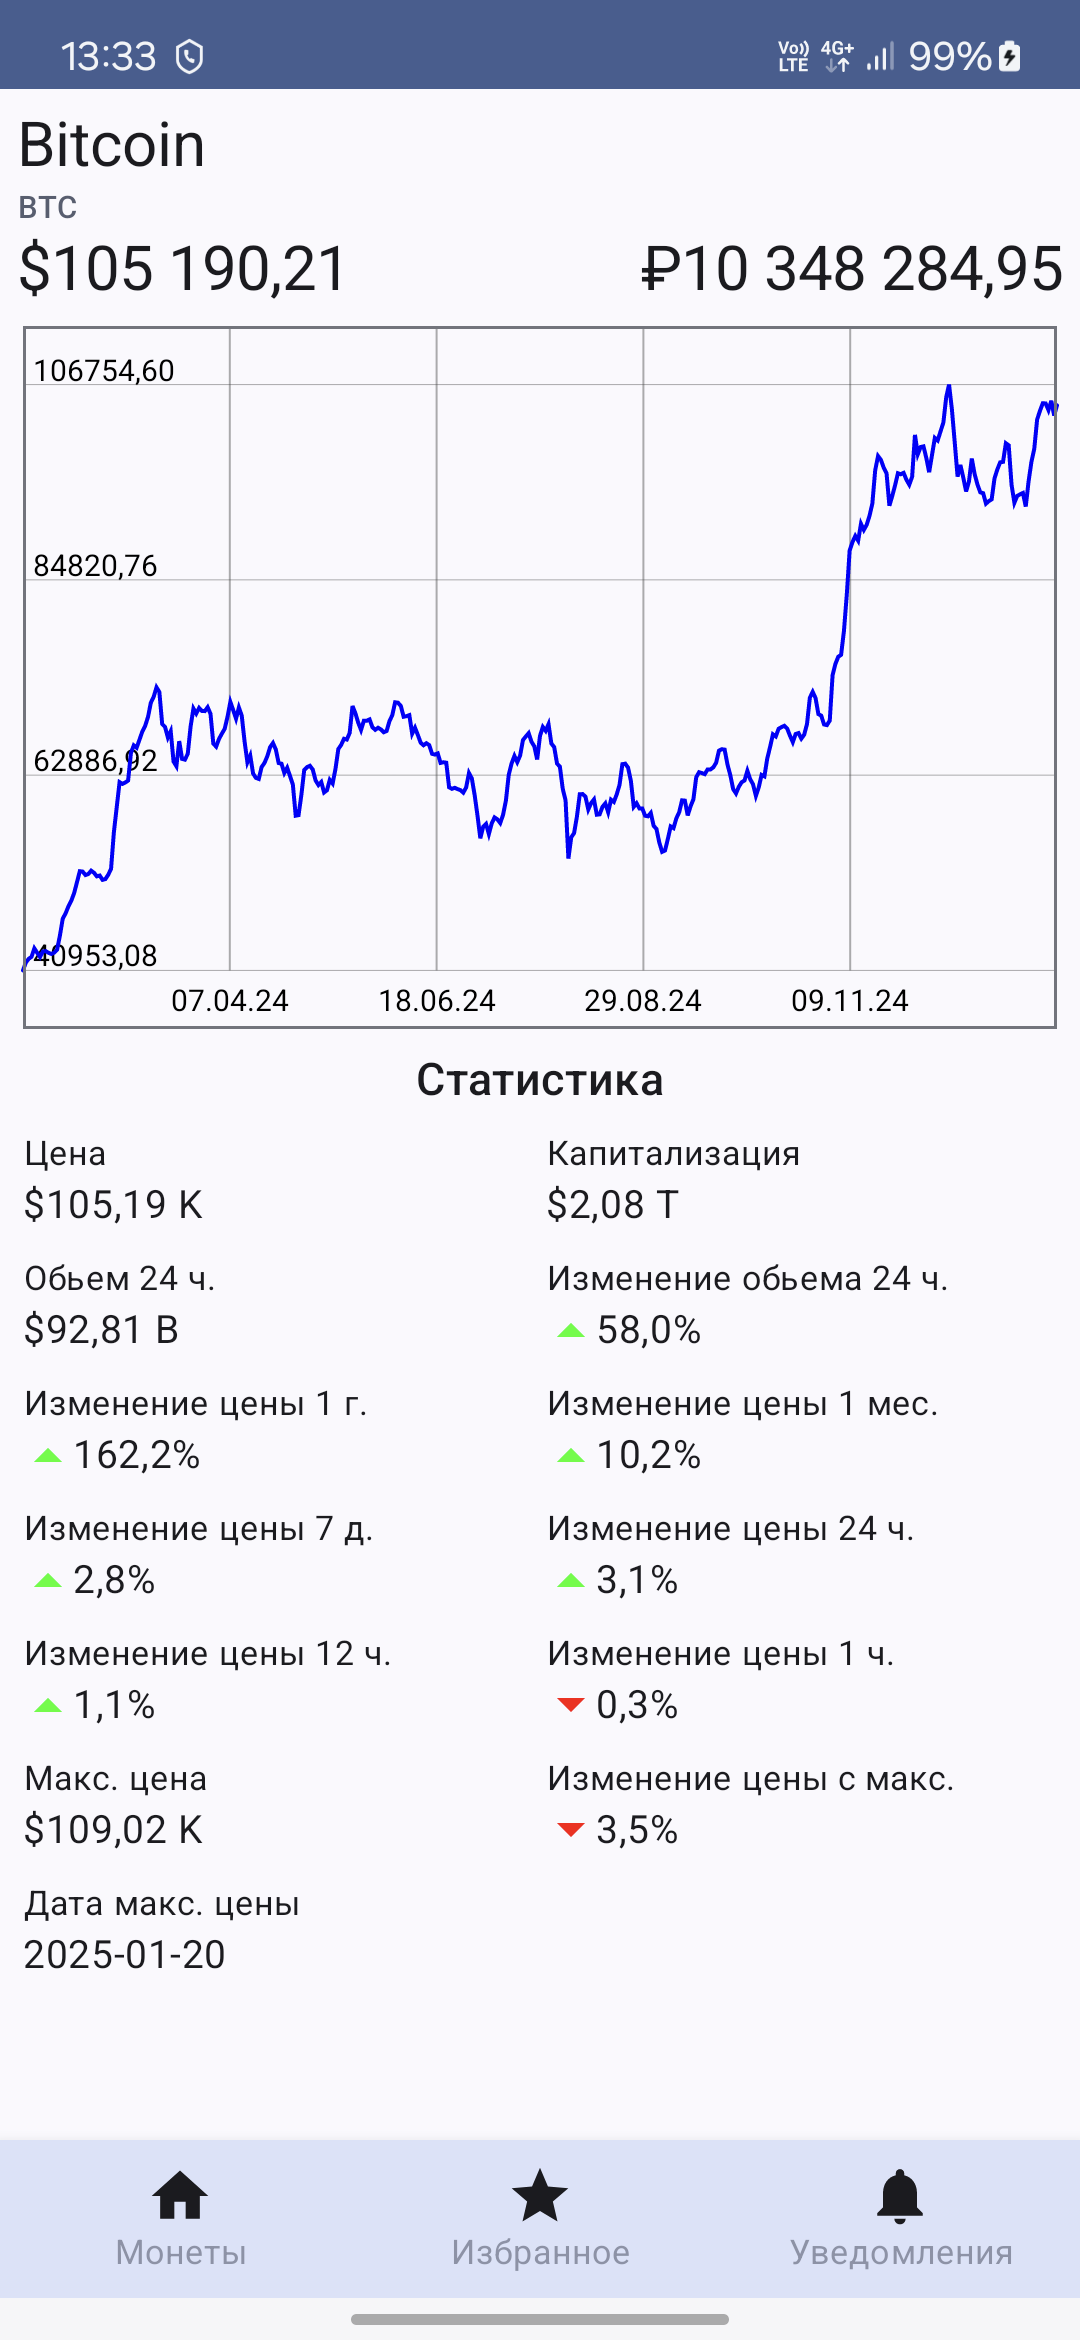 13:33 Vo)) LTE 4G+ 99%
Bitcoin
BTC
$105 190,21 ₽10 348 284,95
106754,60
84820,76
62886,92
40953,08
07.04.24 18.06.24 29.08.24 09.11.24
Статистика
Цена Капитализация
$105,19 K $2,08 T
Обьем 24 ч. Изменение обьема 24 ч.
$92,81 B 58,0%
Изменение цены 1 г. Изменение цены 1 мес.
162,2% 10,2%
Изменение цены 7 д. Изменение цены 24 ч.
2,8% 3,1%
Изменение цены 12 ч. Изменение цены 1 ч.
1,1% 0,3%
Макс. цена Изменение цены с макс.
$109,02 K 3,5%
Дата макс. цены
2025-01-20
Монеты Избранное Уведомления